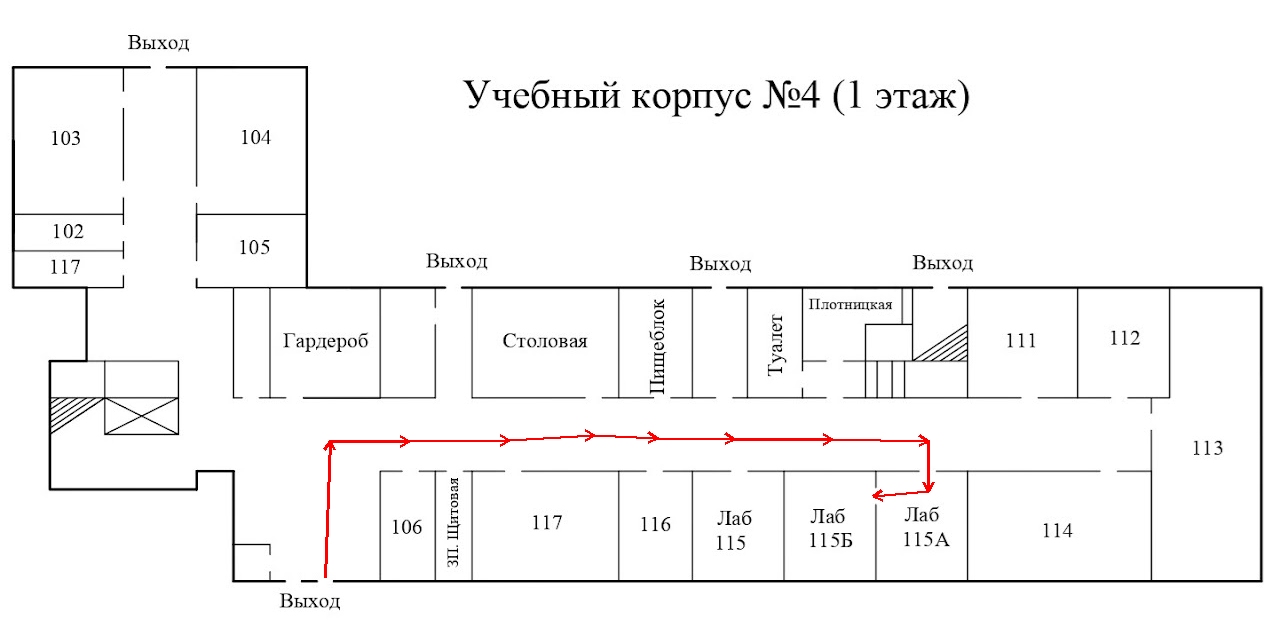 Выход
Учебный корпус №4 (1 этаж)
103
104
102
105
117
Выход
Выход
Выход
Гардероб
Столовая
Пищеблок
Туалет
Плотницкая
111
112
113
106
ЗП. Щитовая
117
116
Лаб
115
Лаб
115Б
Лаб
115А
114
Выход